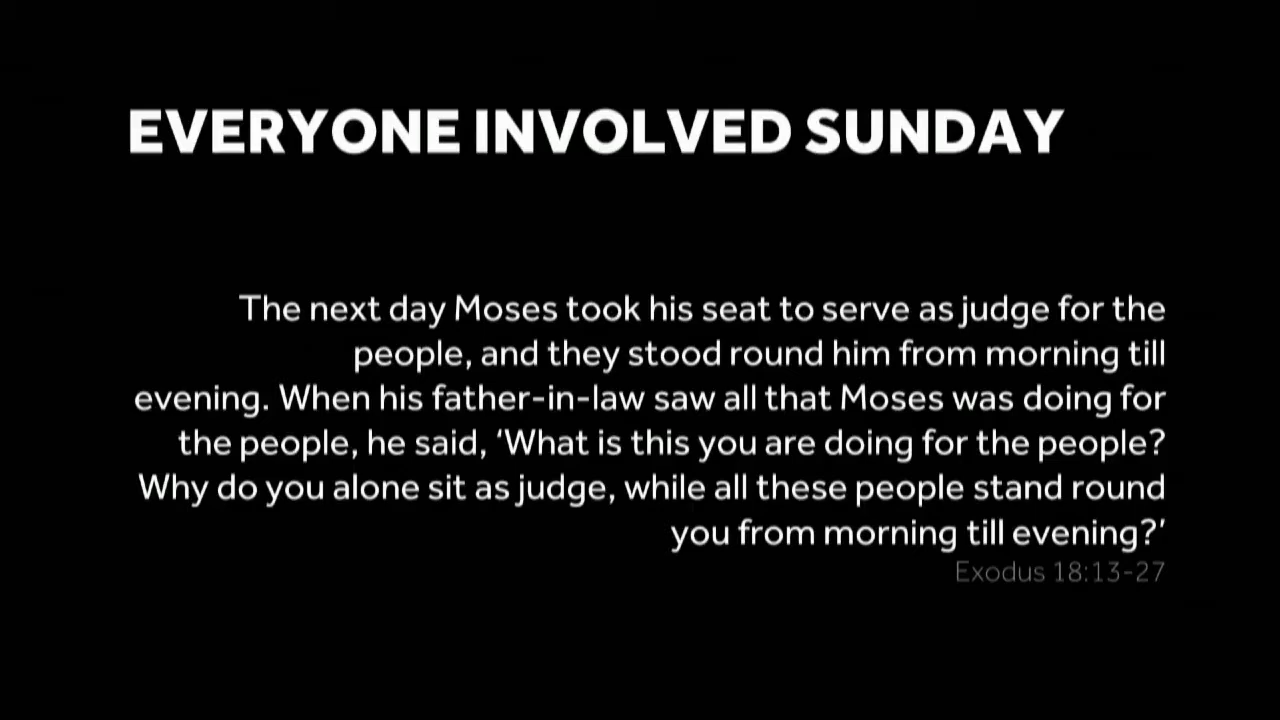 EVERYONE INVOLVED SUNDAY
The next day Moses took his seat to serve as judge for the
people, and they stood round him from morning till
evening. When his father-in-law saw all that Moses was doing for
the people, he said, ‘What is this you are doing for the people?
Why do you alone sit as judge, while all these people stand round
you from morning till evening?’
Exodus 18:13-27